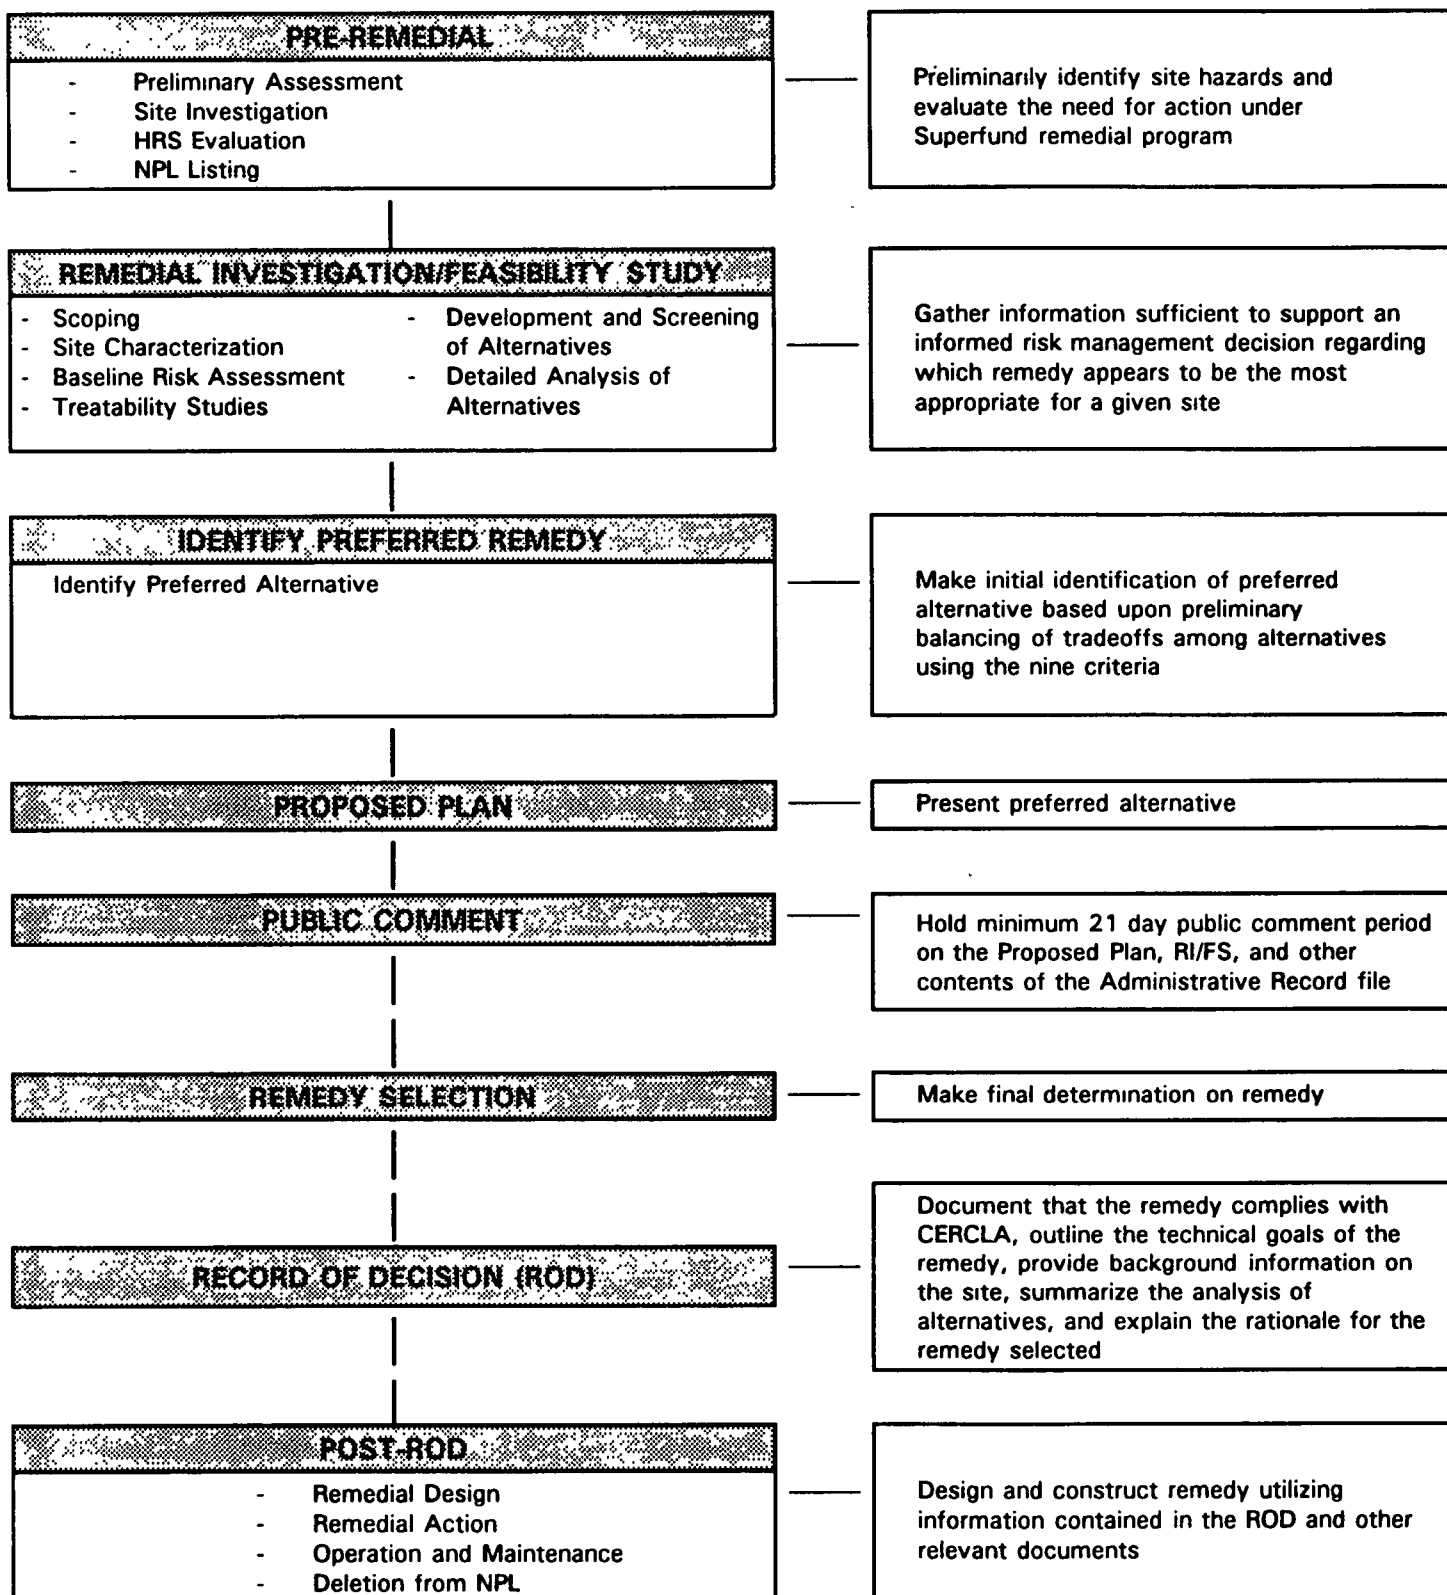 PRE-REMEDIAL
- Preliminary Assessment
- Site Investigation
- HRS Evaluation
- NPL Listing
Preliminarily identify site hazards and
evaluate the need for action under
Superfund remedial program
REMEDIAL INVESTIGATION/FEASIBILITY STUDY
- Scoping
- Site Characterization
- Baseline Risk Assessment
- Treatability Studies
- Development and Screening
of Alternatives
- Detailed Analysis of
Alternatives
Gather information sufficient to support an
informed risk management decision regarding
which remedy appears to be the most
appropriate for a given site
IDENTIFY PREFERRED REMEDY
Identify Preferred Alternative
Make initial identification of preferred
alternative based upon preliminary
balancing of tradeoffs among alternatives
using the nine criteria
PROPOSED PLAN
Present preferred alternative
PUBLIC COMMENT
Hold minimum 21 day public comment period
on the Proposed Plan, RI/FS, and other
contents of the Administrative Record file
REMEDY SELECTION
Make final determination on remedy
RECORD OF DECISION (ROD)
Document that the remedy complies with
CERCLA, outline the technical goals of the
remedy, provide background information on
the site, summarize the analysis of
alternatives, and explain the rationale for the
remedy selected
POST-ROD
- Remedial Design
- Remedial Action
- Operation and Maintenance
- Deletion from NPL
Design and construct remedy utilizing
information contained in the ROD and other
relevant documents